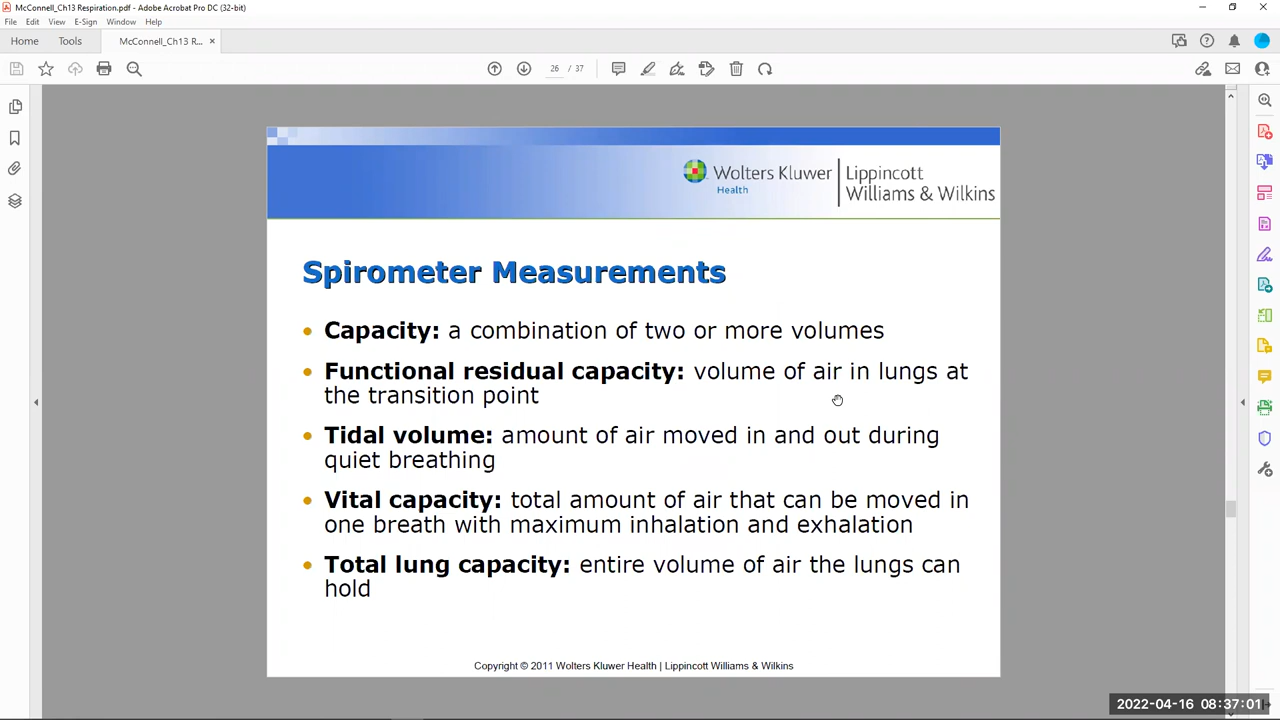 McConnell_Ch13 Respiration.pdf - Adobe Acrobat Pro DC (32-bit)
File Edit View E-Sign Window Help
Home Tools McConnell_Ch13 R... ×
26 / 37
Wolters Kluwer Lippincott
Health Williams & Wilkins
Spirometer Measurements
• Capacity: a combination of two or more volumes
• Functional residual capacity: volume of air in lungs at
the transition point
• Tidal volume: amount of air moved in and out during
quiet breathing
• Vital capacity: total amount of air that can be moved in
one breath with maximum inhalation and exhalation
• Total lung capacity: entire volume of air the lungs can
hold
Copyright © 2011 Wolters Kluwer Health | Lippincott Williams & Wilkins
2022-04-16 08:37:01